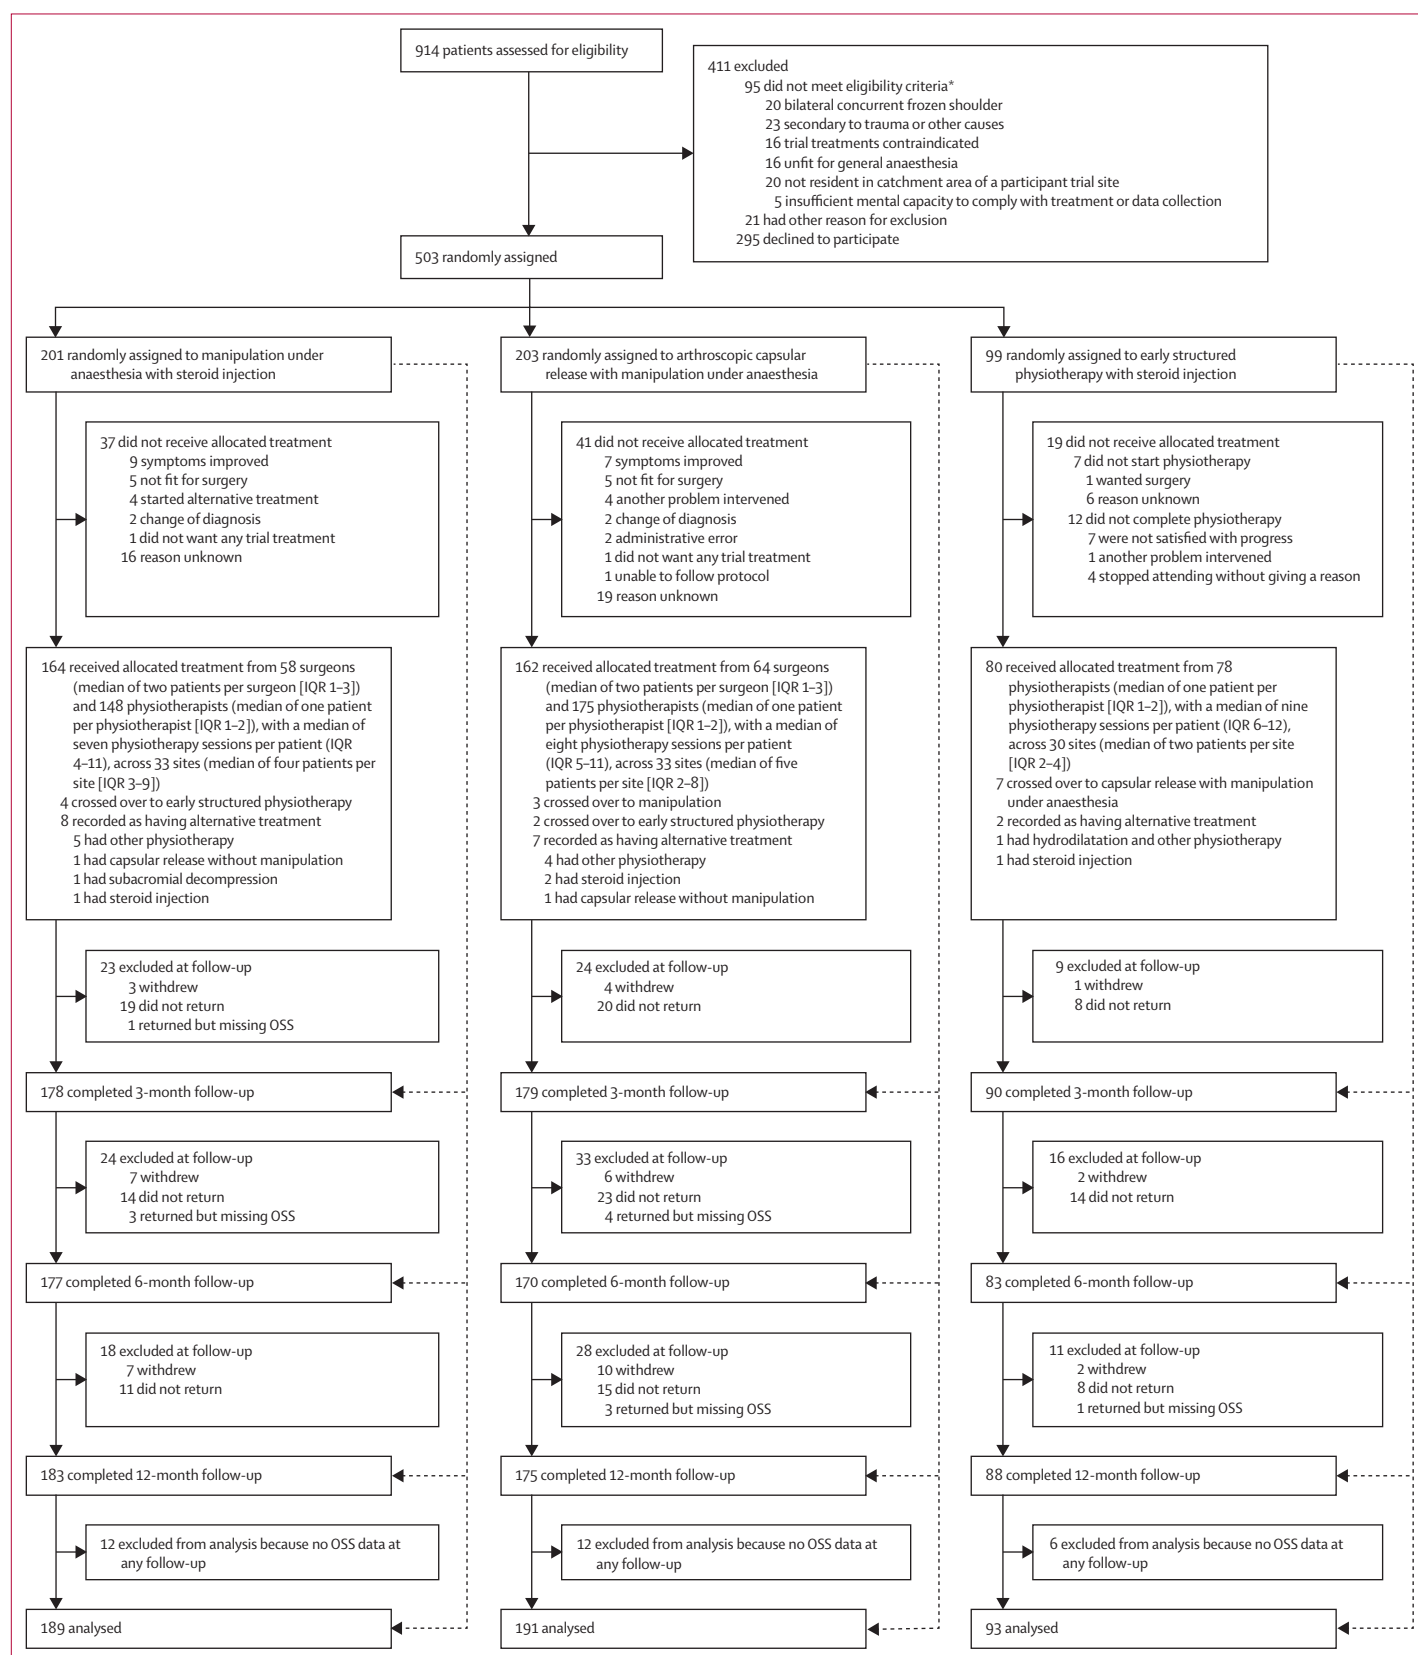 914 patients assessed for eligibility
411 excluded
95 did not meet eligibility criteria*
20 bilateral concurrent frozen shoulder
23 secondary to trauma or other causes
16 trial treatments contraindicated
16 unfit for general anaesthesia
20 not resident in catchment area of a participant trial site
5 insufficient mental capacity to comply with treatment or data collection
21 had other reason for exclusion
295 declined to participate
503 randomly assigned
201 randomly assigned to manipulation under
anaesthesia with steroid injection
203 randomly assigned to arthroscopic capsular
release with manipulation under anaesthesia
99 randomly assigned to early structured
physiotherapy with steroid injection
37 did not receive allocated treatment
9 symptoms improved
5 not fit for surgery
4 started alternative treatment
2 change of diagnosis
1 did not want any trial treatment
16 reason unknown
41 did not receive allocated treatment
7 symptoms improved
5 not fit for surgery
4 another problem intervened
2 change of diagnosis
2 administrative error
1 did not want any trial treatment
1 unable to follow protocol
19 reason unknown
19 did not receive allocated treatment
7 did not start physiotherapy
1 wanted surgery
6 reason unknown
12 did not complete physiotherapy
7 were not satisfied with progress
1 another problem intervened
4 stopped attending without giving a reason
164 received allocated treatment from 58 surgeons
(median of two patients per surgeon [IQR 1–3])
and 148 physiotherapists (median of one patient
per physiotherapist [IQR 1–2]), with a median of
seven physiotherapy sessions per patient (IQR
4–11), across 33 sites (median of four patients per
site [IQR 3–9])
4 crossed over to early structured physiotherapy
8 recorded as having alternative treatment
5 had other physiotherapy
1 had capsular release without manipulation
1 had subacromial decompression
1 had steroid injection
162 received allocated treatment from 64 surgeons
(median of two patients per surgeon [IQR 1–3])
and 175 physiotherapists (median of one patient
per physiotherapist [IQR 1–2]), with a median of
eight physiotherapy sessions per patient
(IQR 5–11), across 33 sites (median of five
patients per site [IQR 2–8])
3 crossed over to manipulation
2 crossed over to early structured physiotherapy
7 recorded as having alternative treatment
4 had other physiotherapy
2 had steroid injection
1 had capsular release without manipulation
80 received allocated treatment from 78
physiotherapists (median of one patient per
physiotherapist [IQR 1–2]), with a median of nine
physiotherapy sessions per patient (IQR 6–12),
across 30 sites (median of two patients per site
[IQR 2–4])
7 crossed over to capsular release with manipulation
under anaesthesia
2 recorded as having alternative treatment
1 had hydrodilatation and other physiotherapy
1 had steroid injection
23 excluded at follow-up
3 withdrew
19 did not return
1 returned but missing OSS
24 excluded at follow-up
4 withdrew
20 did not return
9 excluded at follow-up
1 withdrew
8 did not return
178 completed 3-month follow-up
179 completed 3-month follow-up
90 completed 3-month follow-up
24 excluded at follow-up
7 withdrew
14 did not return
3 returned but missing OSS
33 excluded at follow-up
6 withdrew
23 did not return
4 returned but missing OSS
16 excluded at follow-up
2 withdrew
14 did not return
177 completed 6-month follow-up
170 completed 6-month follow-up
83 completed 6-month follow-up
18 excluded at follow-up
7 withdrew
11 did not return
28 excluded at follow-up
10 withdrew
15 did not return
3 returned but missing OSS
11 excluded at follow-up
2 withdrew
8 did not return
1 returned but missing OSS
183 completed 12-month follow-up
175 completed 12-month follow-up
88 completed 12-month follow-up
12 excluded from analysis because no OSS data at
any follow-up
12 excluded from analysis because no OSS data at
any follow-up
6 excluded from analysis because no OSS data at
any follow-up
189 analysed
191 analysed
93 analysed